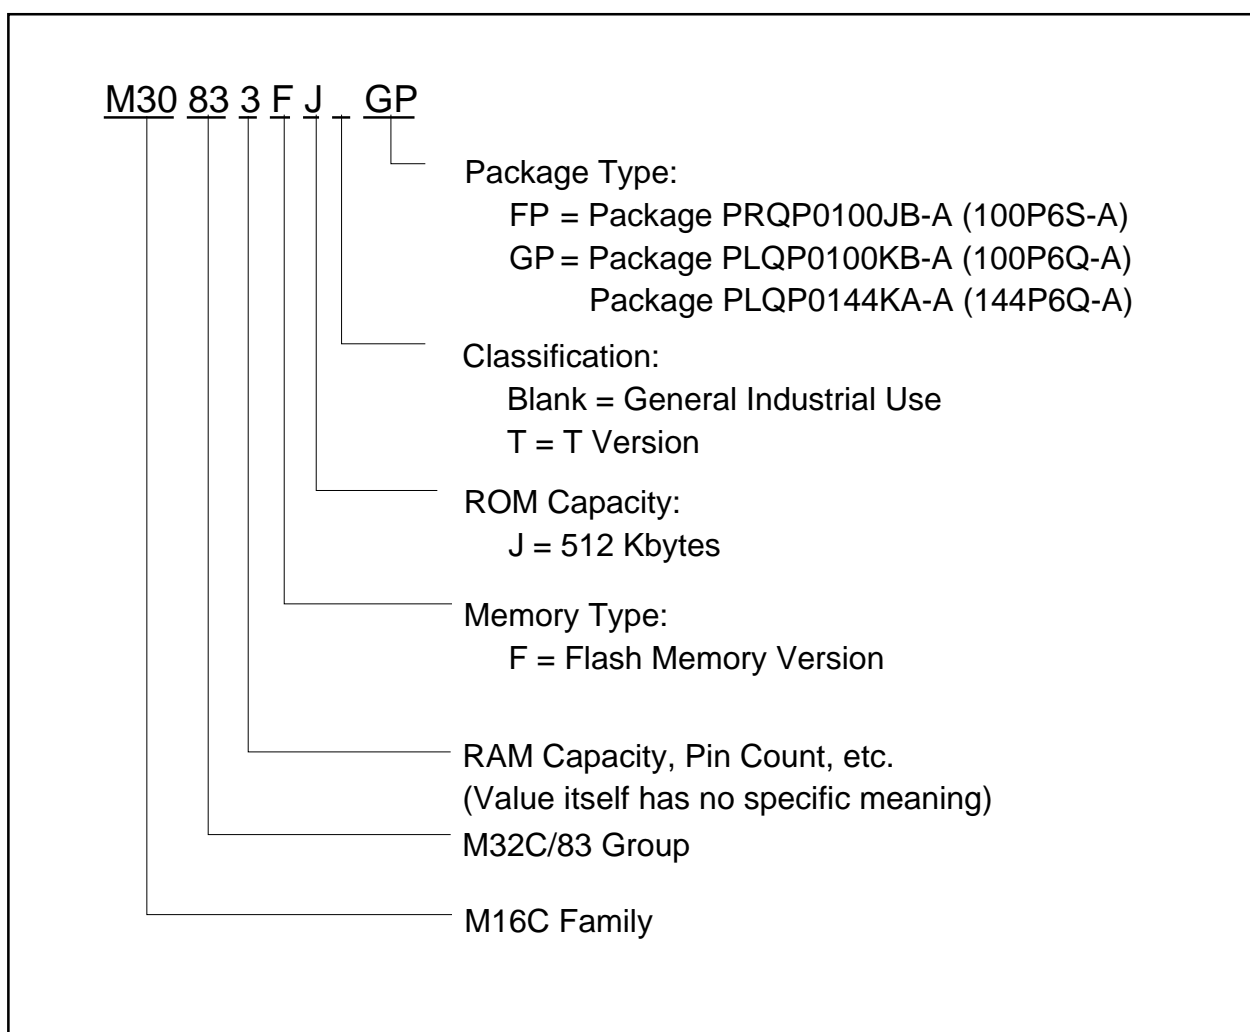 M30 83 3 F J _ GP
Package Type:
FP = Package PRQP0100JB-A (100P6S-A)
GP = Package PLQP0100KB-A (100P6Q-A)
Package PLQP0144KA-A (144P6Q-A)
Classification:
Blank = General Industrial Use
T = T Version
ROM Capacity:
J = 512 Kbytes
Memory Type:
F = Flash Memory Version
RAM Capacity, Pin Count, etc.
(Value itself has no specific meaning)
M32C/83 Group
M16C Family